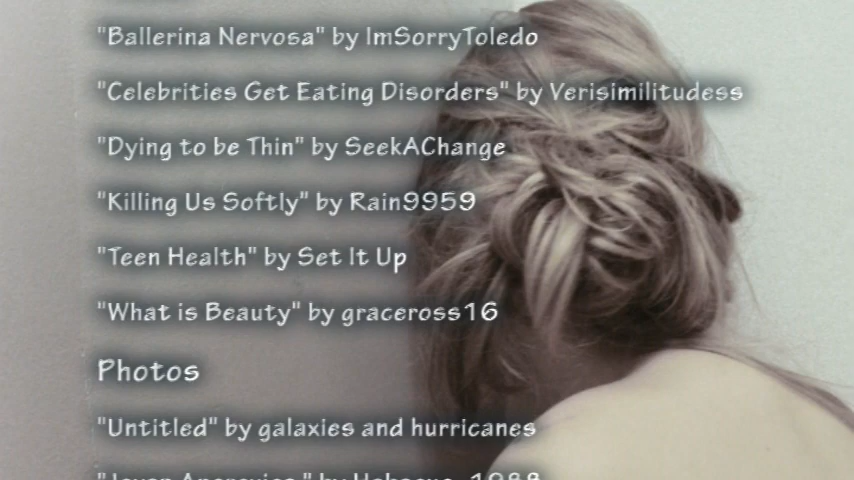 "Ballerina Nervosa" by ImSorryToledo
"Celebrities Get Eating Disorders" by Verisimilitudess
"Dying to be Thin" by SeekAChange
"Killing Us Softly" by Rain9959
"Teen Health" by Set It Up
"What is Beauty" by graceross16
Photos
"Untitled" by galaxies and hurricanes
by